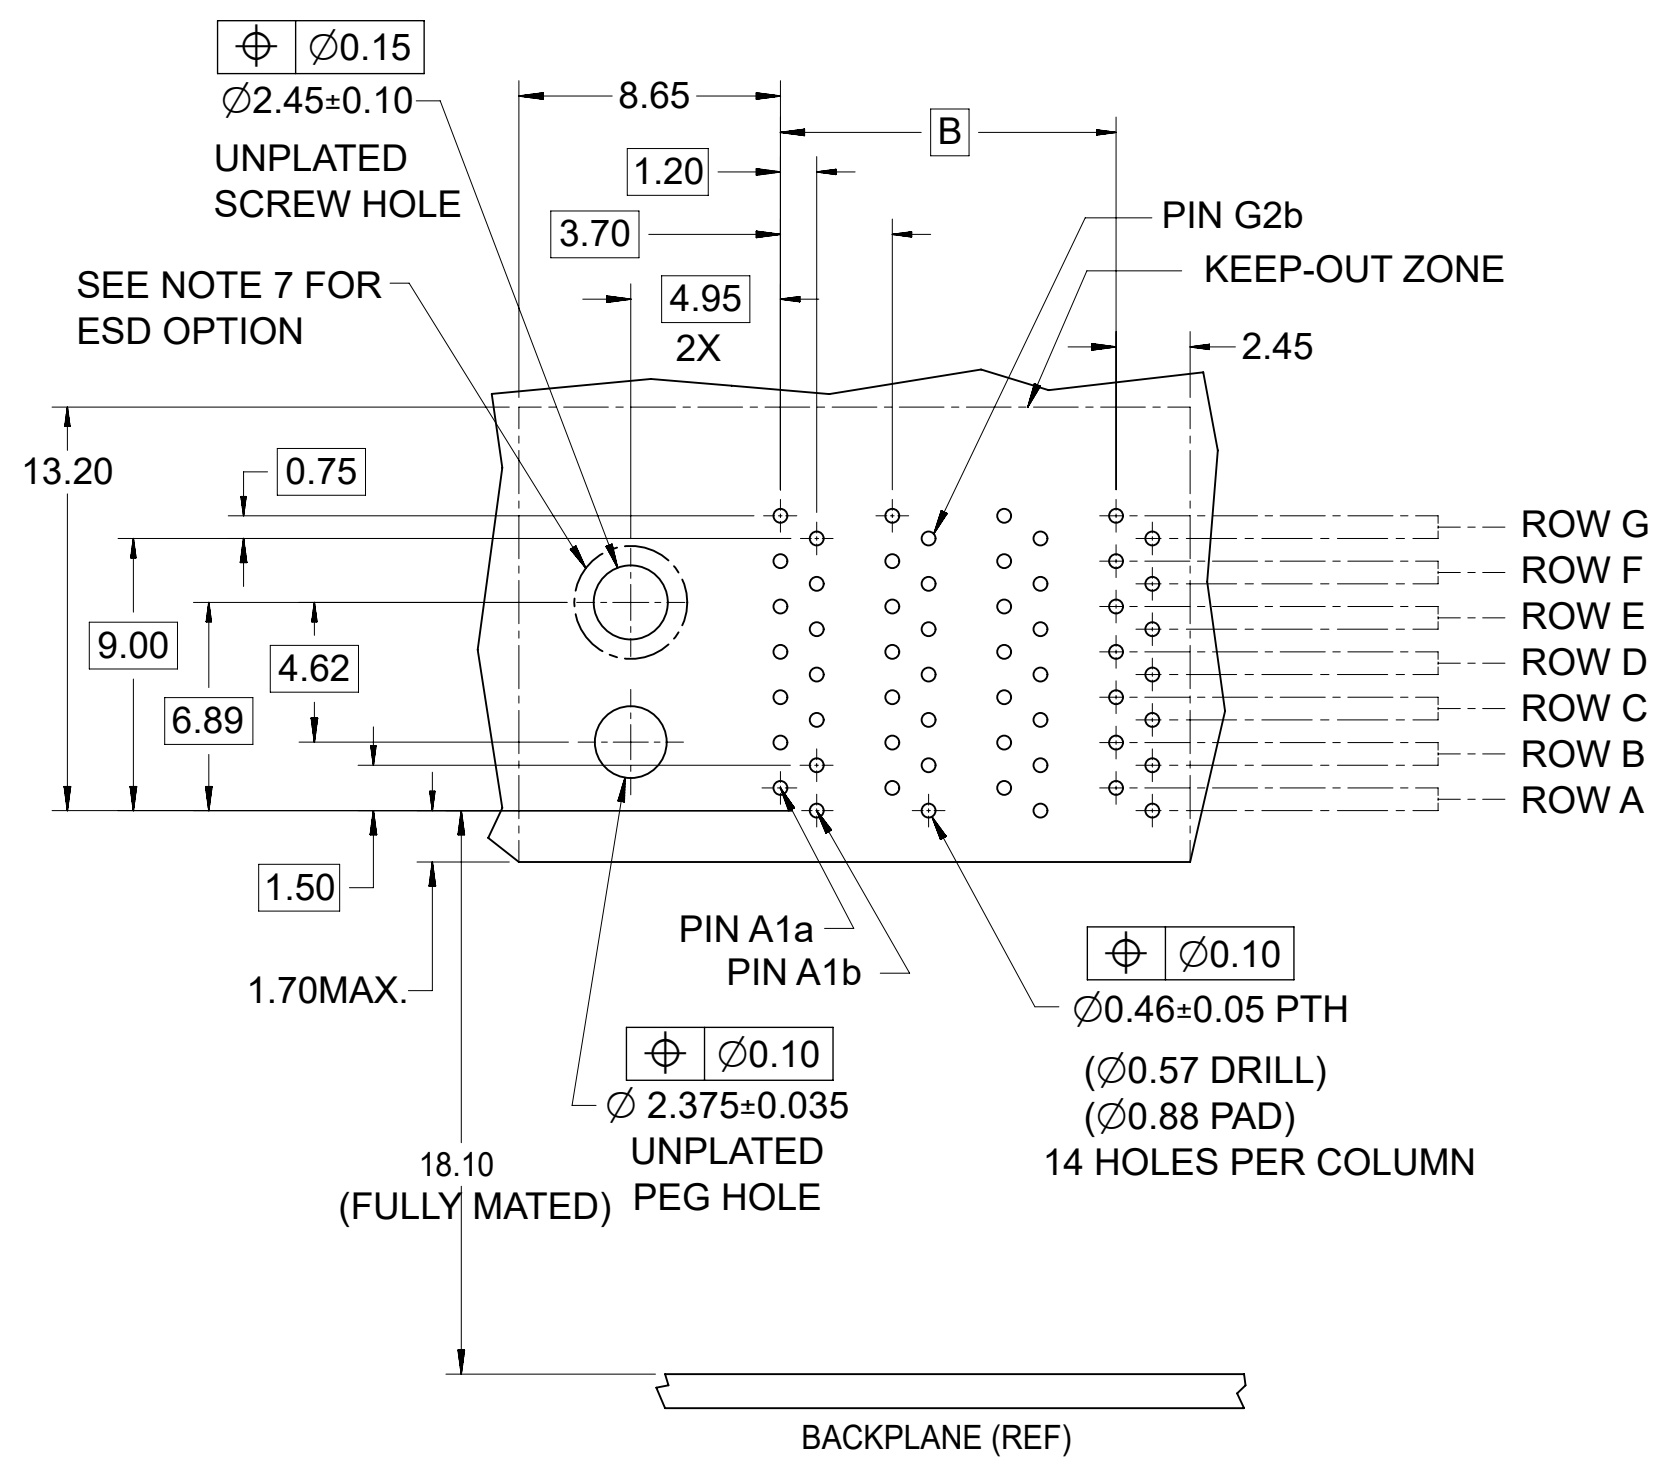 ⌖ ∅0.15
∅2.45±0.10
UNPLATED
SCREW HOLE
8.65
B
1.20
3.70
4.95
2X
PIN G2b
KEEP-OUT ZONE
2.45
SEE NOTE 7 FOR
ESD OPTION
13.20
0.75
9.00
6.89
4.62
1.50
1.70MAX.
ROW G
ROW F
ROW E
ROW D
ROW C
ROW B
ROW A
PIN A1a
PIN A1b
⌖ ∅0.10
∅0.46±0.05 PTH
(∅0.57 DRILL)
(∅0.88 PAD)
14 HOLES PER COLUMN
⌖ ∅0.10
∅ 2.375±0.035
UNPLATED
PEG HOLE
18.10
(FULLY MATED)
BACKPLANE (REF)